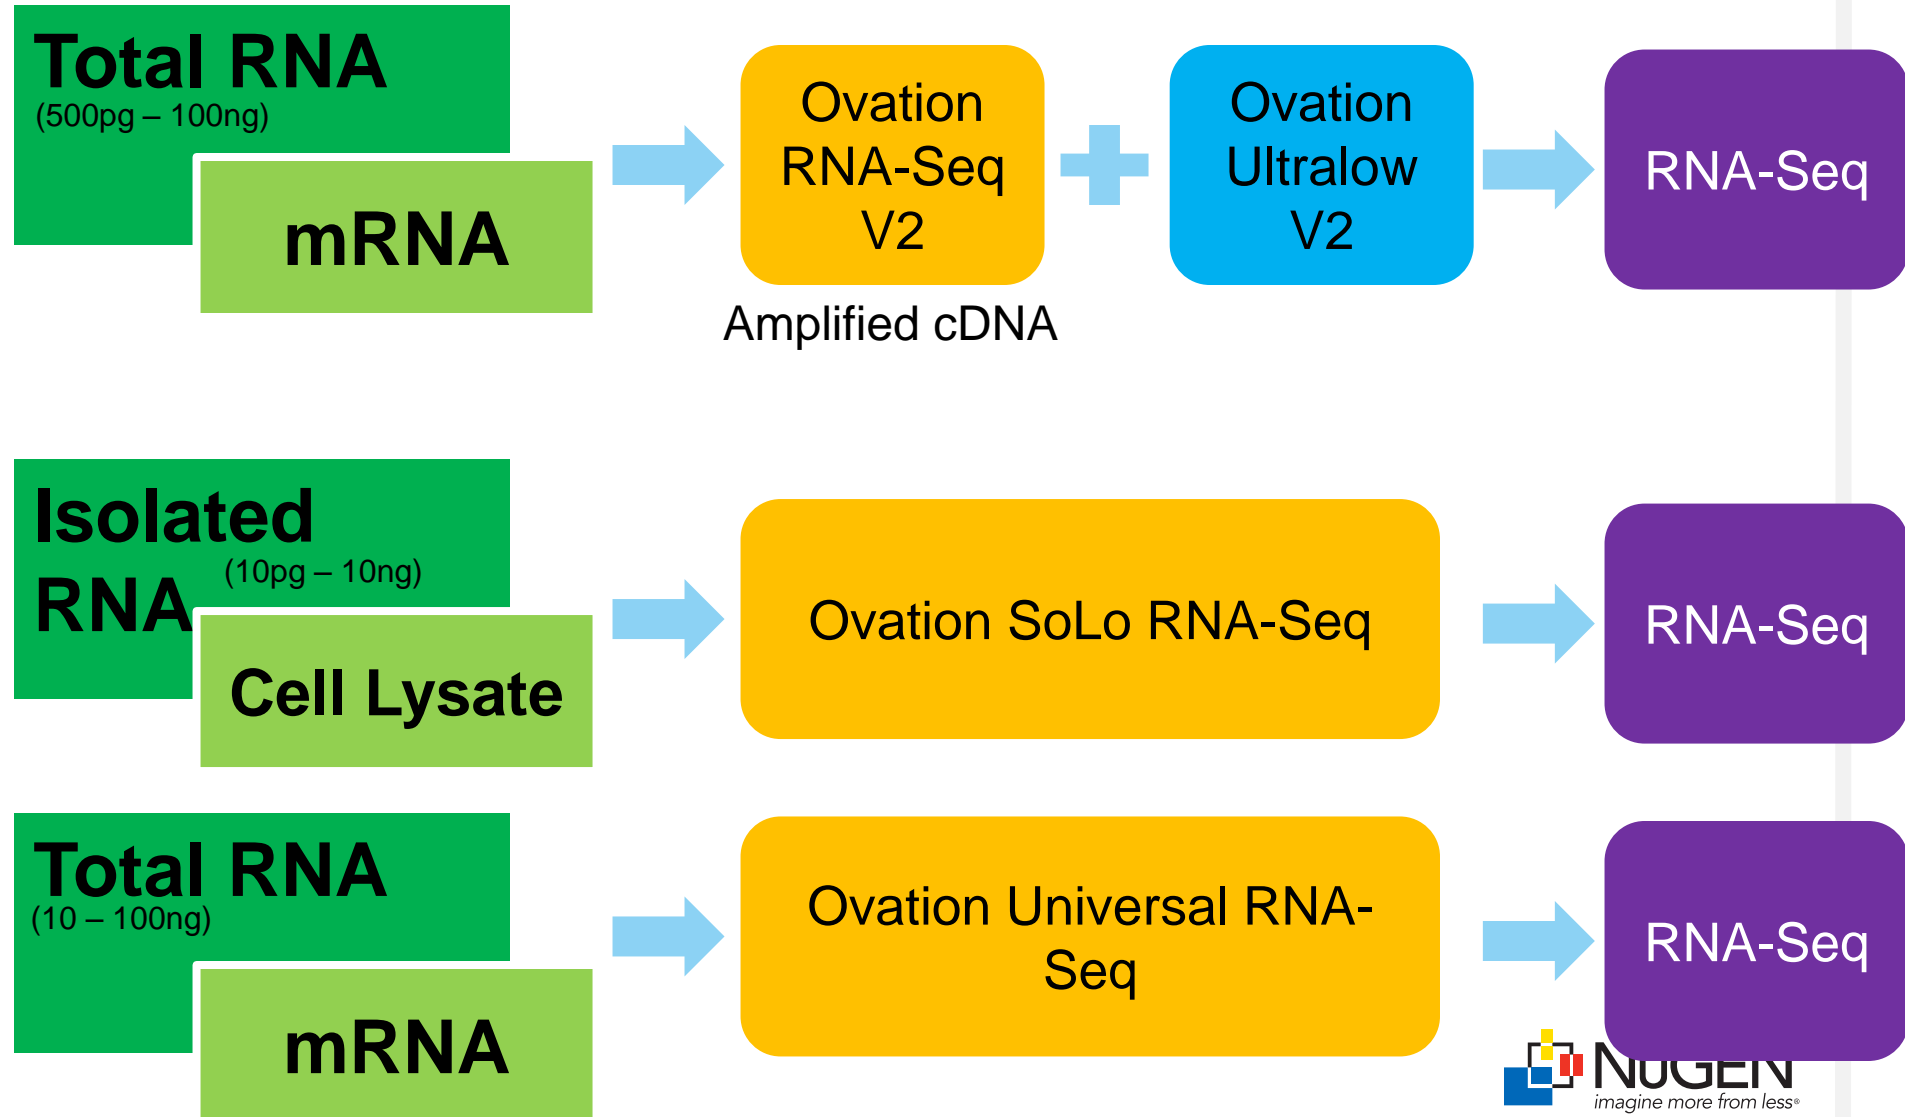 Total RNA
(500pg – 100ng)
mRNA
Ovation
RNA-Seq
V2
Amplified cDNA
Ovation
Ultralow
V2
RNA-Seq
Isolated
RNA
(10pg – 10ng)
Cell Lysate
Ovation SoLo RNA-Seq
RNA-Seq
Total RNA
(10 – 100ng)
mRNA
Ovation Universal RNA-
Seq
RNA-Seq
NuGEN
imagine more from less®